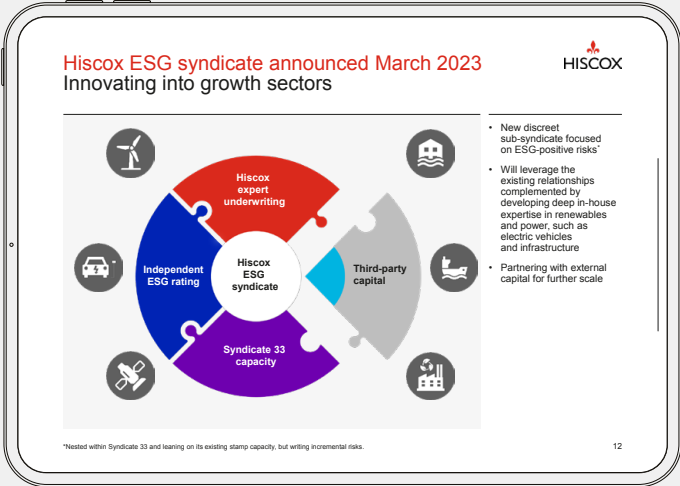 Hiscox ESG syndicate announced March 2023
Innovating into growth sectors
HISCOX
Hiscox
expert
underwriting
Independent
ESG rating
Hiscox
ESG
syndicate
Third-party
capital
Syndicate 33
capacity
• New discreet
sub-syndicate focused
on ESG-positive risks*
• Will leverage the
existing relationships
complemented by
developing deep in-house
expertise in renewables
and power, such as
electric vehicles
and infrastructure
• Partnering with external
capital for further scale
*Nested within Syndicate 33 and leaning on its existing stamp capacity, but writing incremental risks.
12